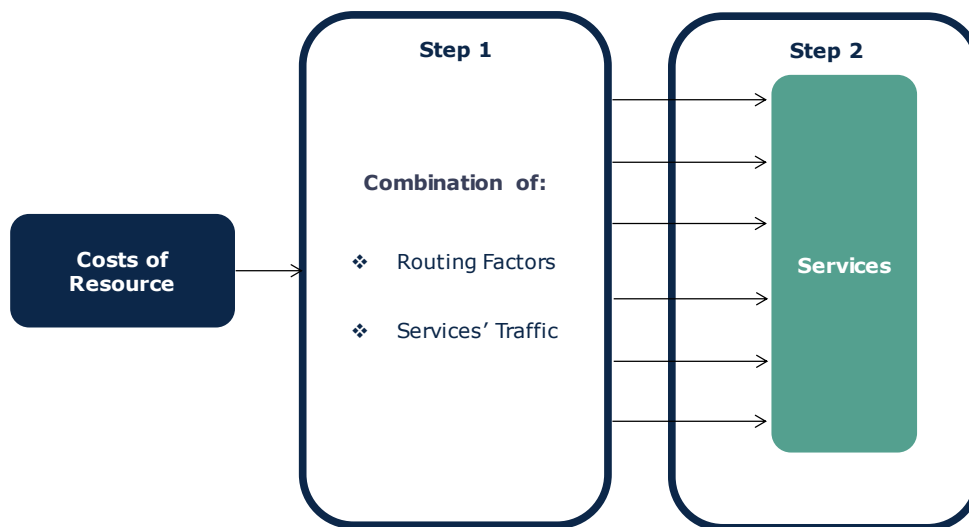 Step 1
Step 2
Combination of:
Costs of
Resource
❖ Routing Factors
❖ Services’ Traffic
Services